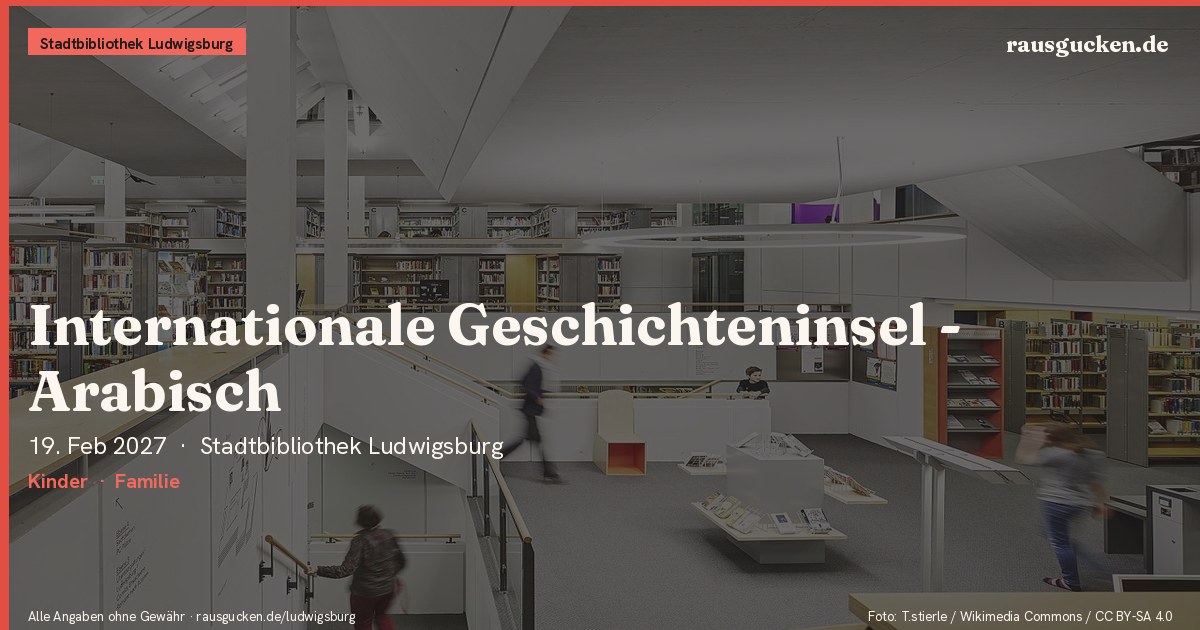 Stadtbibliothek Ludwigsburg
rausgucken.de
Internationale Geschichteninsel -
Arabisch
19. Feb 2027 · Stadtbibliothek Ludwigsburg
Kinder · Familie
Alle Angaben ohne Gewähr · rausgucken.de/ludwigsburg
Foto: T.stierle / Wikimedia Commons / CC BY-SA 4.0